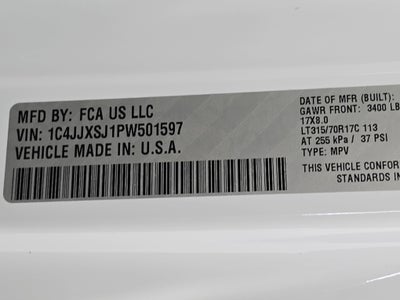 MFD BY: FCA US LLC
VIN: 1C4JJXSJ1PW501597
VEHICLE MADE IN: U.S.A.
DATE OF MFR (BUILT):
GAWR FRONT: 3400 LB
17X8.0
LT315/70R17C 113
AT 255 kPa / 37 PSI
TYPE: MPV
THIS VEHICLE CONFOR
STANDARDS IN